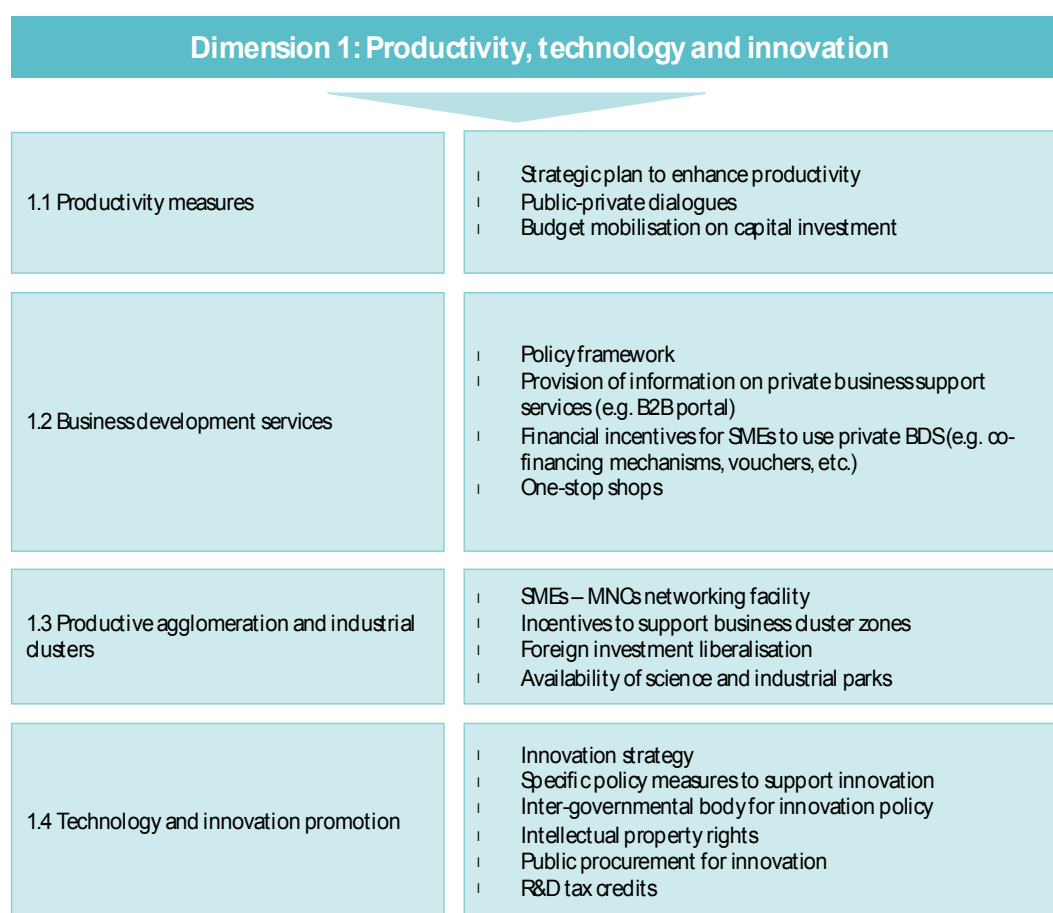 Dimension 1: Productivity, technology and innovation
1.1 Productivity measures
Strategic plan to enhance productivity
Public-private dialogues
Budget mobilisation on capital investment
1.2 Business development services
Policy framework
Provision of information on private business support
services (e.g. B2B portal)
Financial incentives for SMEs to use private BDS (e.g. co-
financing mechanisms, vouchers, etc.)
One-stop shops
1.3 Productive agglomeration and industrial
clusters
SMEs – MNCs networking facility
Incentives to support business cluster zones
Foreign investment liberalisation
Availability of science and industrial parks
1.4 Technology and innovation promotion
Innovation strategy
Specific policy measures to support innovation
Inter-governmental body for innovation policy
Intellectual property rights
Public procurement for innovation
R&D tax credits